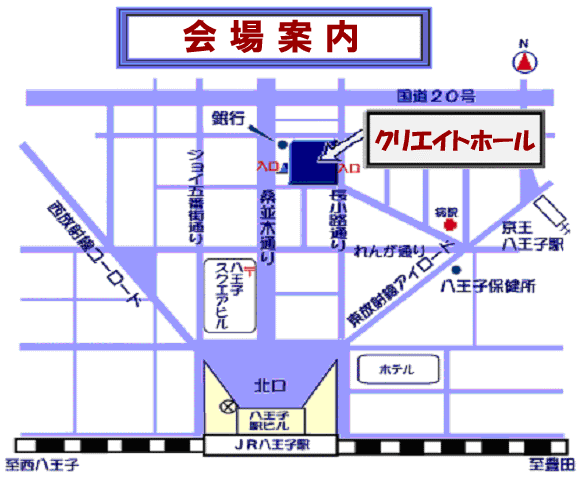 会場案内
N
国道２０号
銀行
クリエイトホール
入口
入口
ジョイ五番街通り
桑並木通り
長小路通り
西放射線ユーロード
病院
京王
八王子駅
れんが通り
東放射線アイロード
八王子保健所
八王子
スクエアビル
〒
ホテル
北口
八王子
駅ビル
ＪＲ八王子駅
至西八王子
至豊田